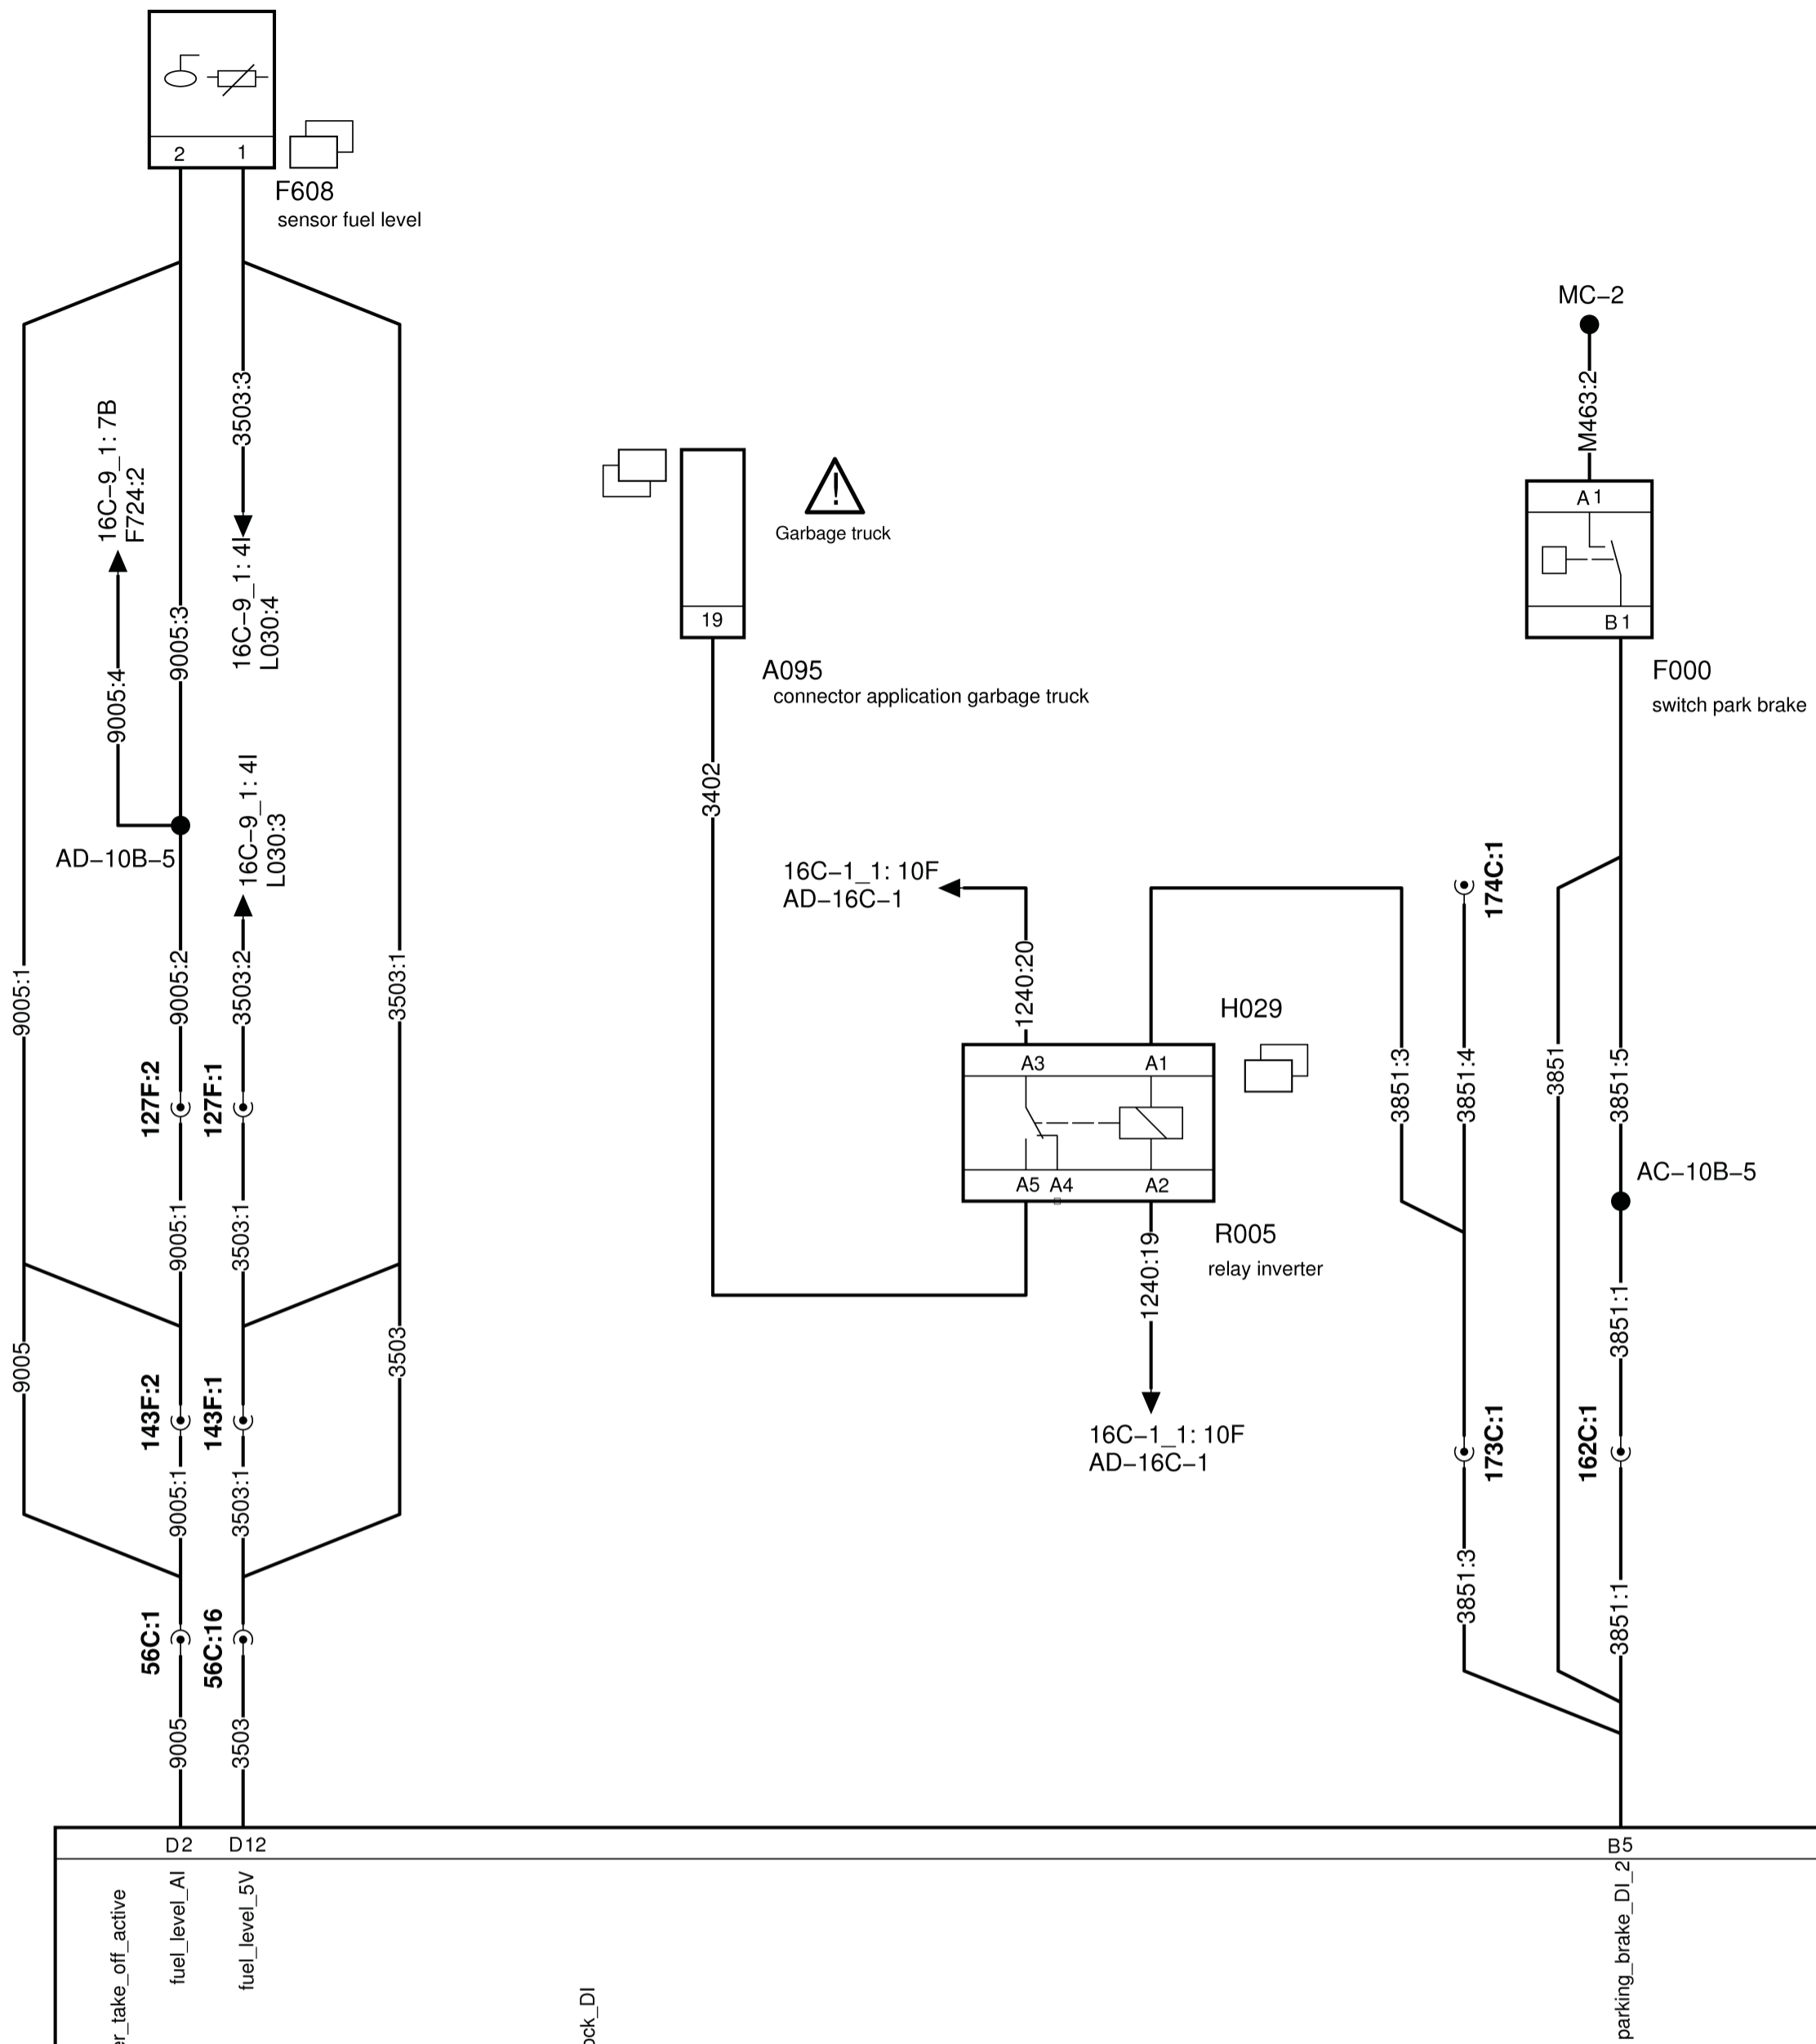 2 1
F608
sensor fuel level
MC–2
M463:2
A 1
B 1
F000
switch park brake
16C–9_1: 7B
F724:2
3503:3
16C–9_1: 4I
L030:4
9005:3
9005:4
AD–10B–5
16C–9_1: 4I
L030:3
9005:1
9005:2
3503:2
3503:1
127F:2
127F:1
9005:1
3503:1
9005
3503
143F:2
143F:1
9005:1
3503:1
56C:1
56C:16
9005
3503
19
Garbage truck
A095
connector application garbage truck
3402
16C–1_1: 10F
AD–16C–1
1240:20
H029
A3 A1
A5 A4 A2
R005
relay inverter
1240:19
16C–1_1: 10F
AD–16C–1
174C:1
3851:3
3851:4
3851
3851:5
AC–10B–5
3851:1
173C:1
162C:1
3851:3
3851:1
D2 D12
B5
er_take_off_active
fuel_level_AI
fuel_level_5V
ock_DI
parking_brake_DI_2